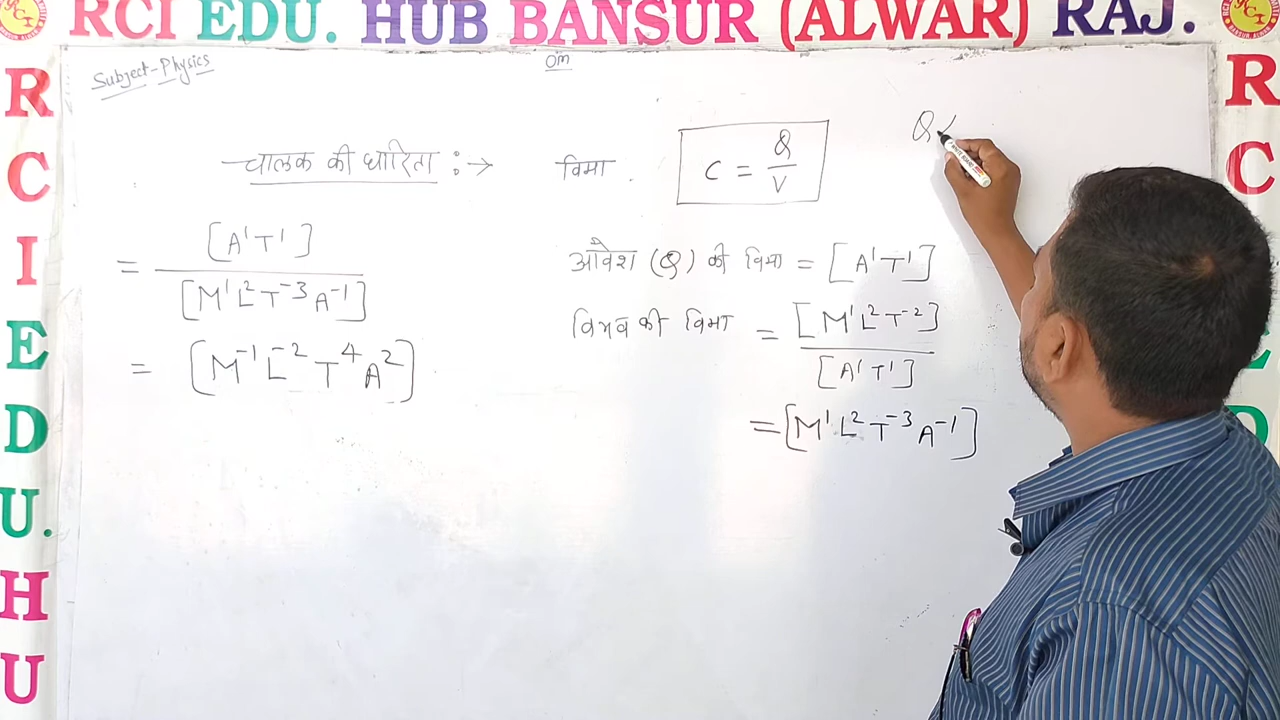 RCI EDU. HUB BANSUR (ALWAR) RAJ.
Subject-Physics
Om
चालक की धारिता :→ विमा
C = Q/V
Q
= [A¹T¹] / [M¹L²T⁻³A⁻¹]
= [M⁻¹L⁻²T⁴A²]
आवेश (Q) की विमा = [A¹T¹]
विभव की विमा = [M¹L²T⁻²] / [A¹T¹]
= [M¹L²T⁻³A⁻¹]
R
C
I
E
D
U.
H
U
R
C